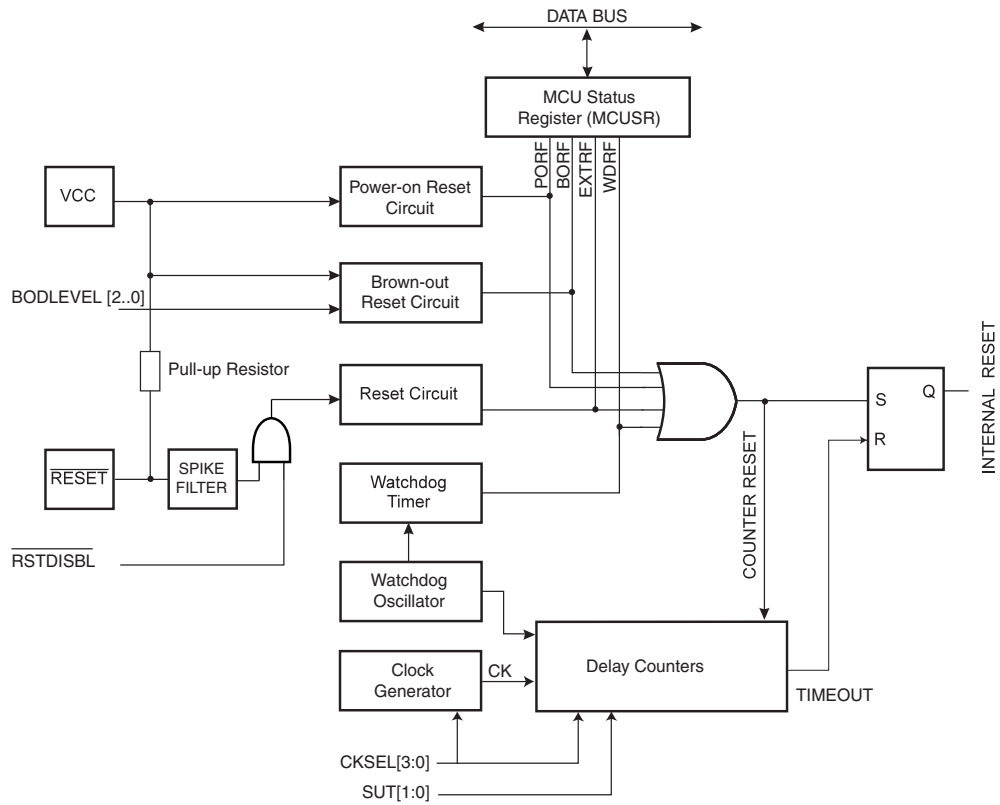 DATA BUS
MCU Status
Register (MCUSR)
PORF
BORF
EXTRF
WDRF
VCC
Power-on Reset
Circuit
BODLEVEL [2..0]
Brown-out
Reset Circuit
Pull-up Resistor
Reset Circuit
RESET
SPIKE
FILTER
RSTDISBL
Watchdog
Timer
Watchdog
Oscillator
Clock
Generator
CK
Delay Counters
COUNTER RESET
S
R
Q
INTERNAL RESET
TIMEOUT
CKSEL[3:0]
SUT[1:0]